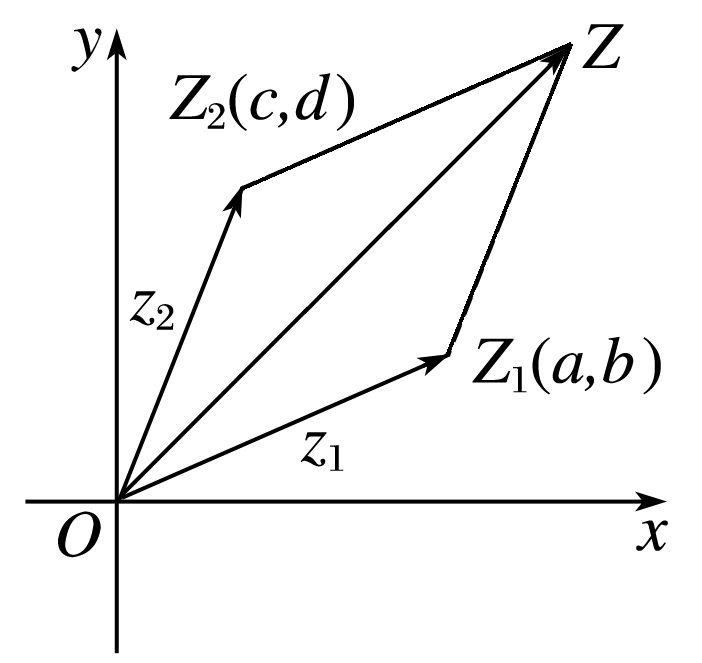 y
Z
Z₂(c,d)
z₂
Z₁(a,b)
z₁
O
x